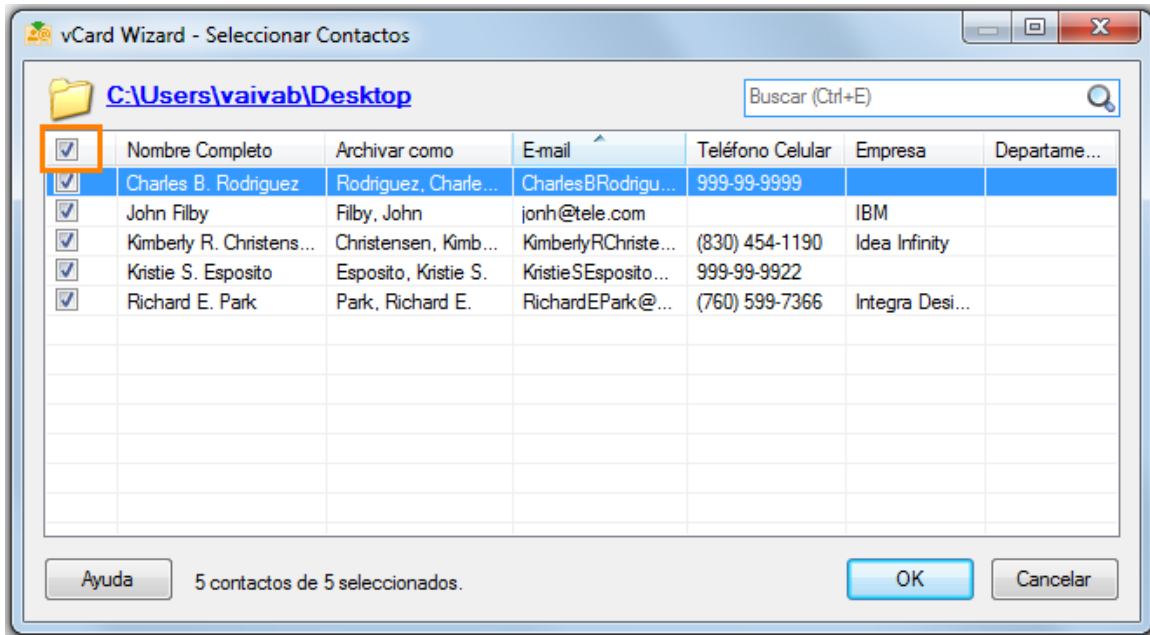 vCard Wizard - Seleccionar Contactos
C:\Users\vaivab\Desktop Buscar (Ctrl+E)
Nombre Completo Archivar como E-mail Teléfono Celular Empresa Departame...
Charles B. Rodriguez Rodriguez, Charle... CharlesBRodrigu... 999-99-9999
John Filby Filby, John jonh@tele.com IBM
Kimberly R. Christens... Christensen, Kimb... KimberlyRChriste... (830) 454-1190 Idea Infinity
Kristie S. Esposito Esposito, Kristie S. KristieSEsposito... 999-99-9922
Richard E. Park Park, Richard E. RichardEPark@... (760) 599-7366 Integra Desi...
Ayuda 5 contactos de 5 seleccionados. OK Cancelar